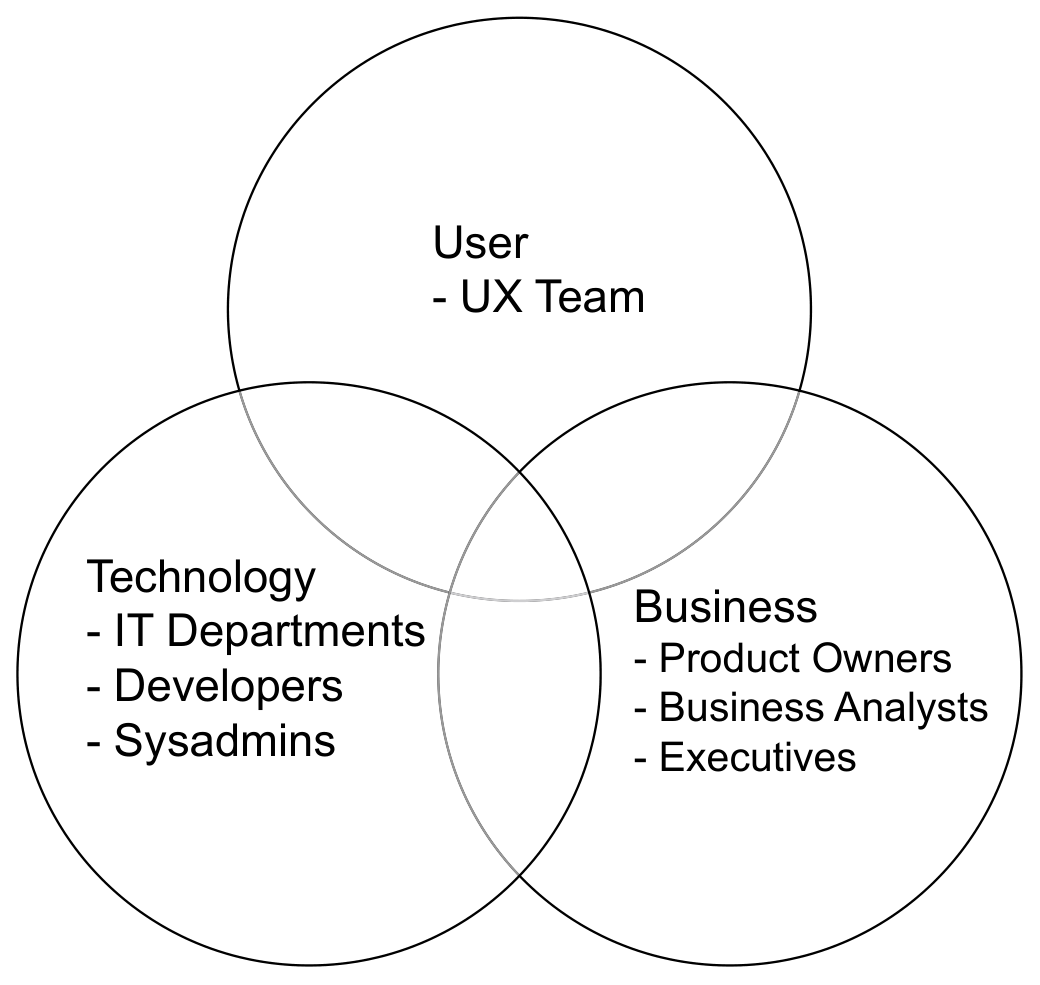 User
- UX Team
Technology
- IT Departments
- Developers
- Sysadmins
Business
- Product Owners
- Business Analysts
- Executives